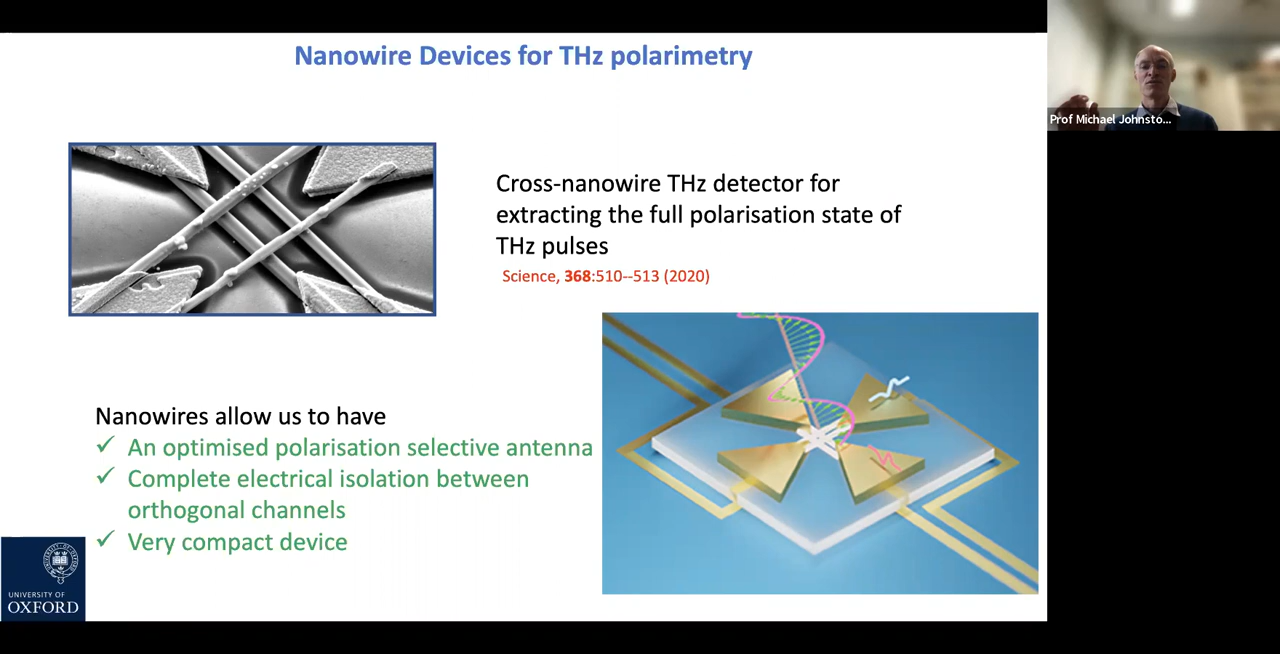 Nanowire Devices for THz polarimetry
Prof Michael Johnsto...
Cross-nanowire THz detector for
extracting the full polarisation state of
THz pulses
Science, 368:510--513 (2020)
Nanowires allow us to have
✓ An optimised polarisation selective antenna
✓ Complete electrical isolation between
orthogonal channels
✓ Very compact device
UNIVERSITY OF
OXFORD